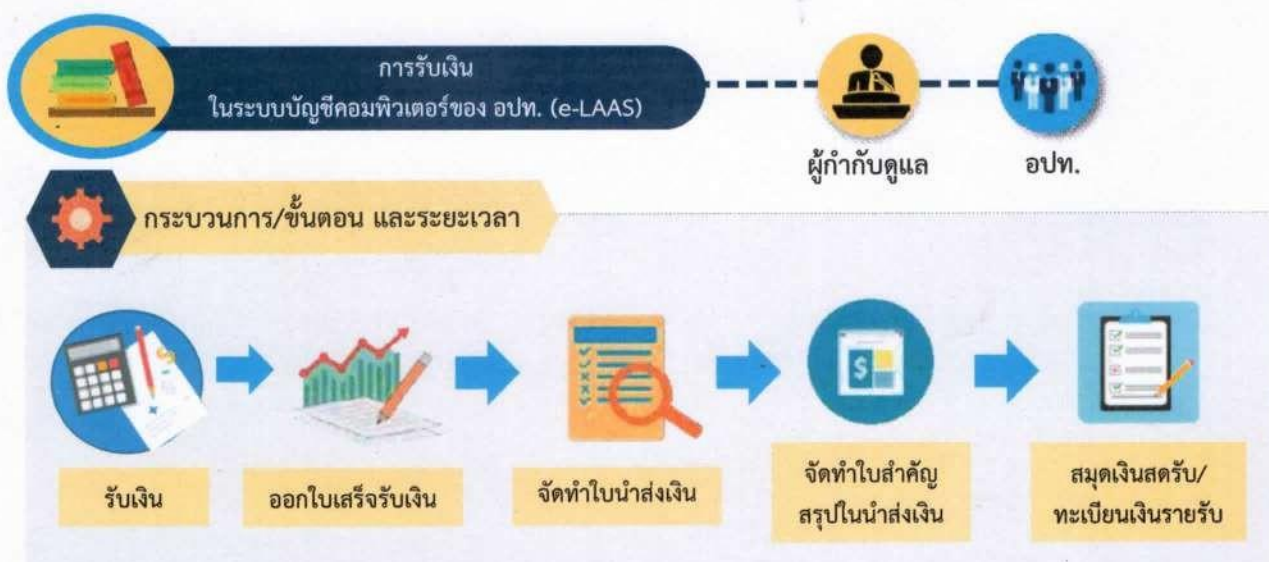 การรับเงิน
ในระบบบัญชีคอมพิวเตอร์ของ อปท. (e-LAAS)
ผู้กำกับดูแล
อปท.
กระบวนการ/ขั้นตอน และระยะเวลา
$
รับเงิน
ออกใบเสร็จรับเงิน
จัดทำใบนำส่งเงิน
จัดทำใบสำคัญ
สรุปในนำส่งเงิน
สมุดเงินสดรับ/
ทะเบียนเงินรายรับ